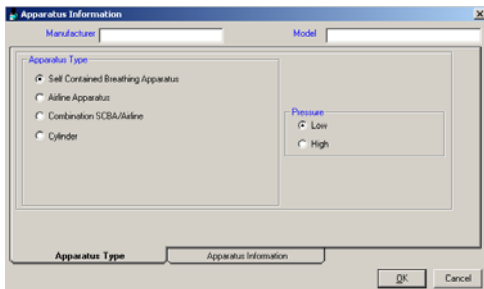 Apparatus Information
Manufacturer
Model
Apparatus Type
Self Contained Breathing Apparatus
Airline Apparatus
Combination SCBA/Airline
Cylinder
Pressure
Low
High
Apparatus Type
Apparatus Information
OK
Cancel